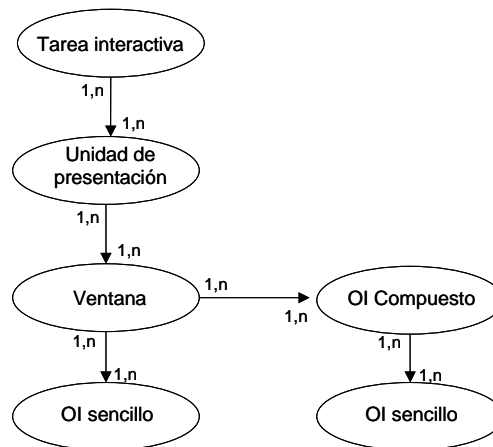 Tarea interactiva
1,n
1,n
Unidad de
presentación
1,n
1,n
Ventana
1,n
1,n
OI Compuesto
1,n
1,n
OI sencillo
1,n
1,n
OI sencillo